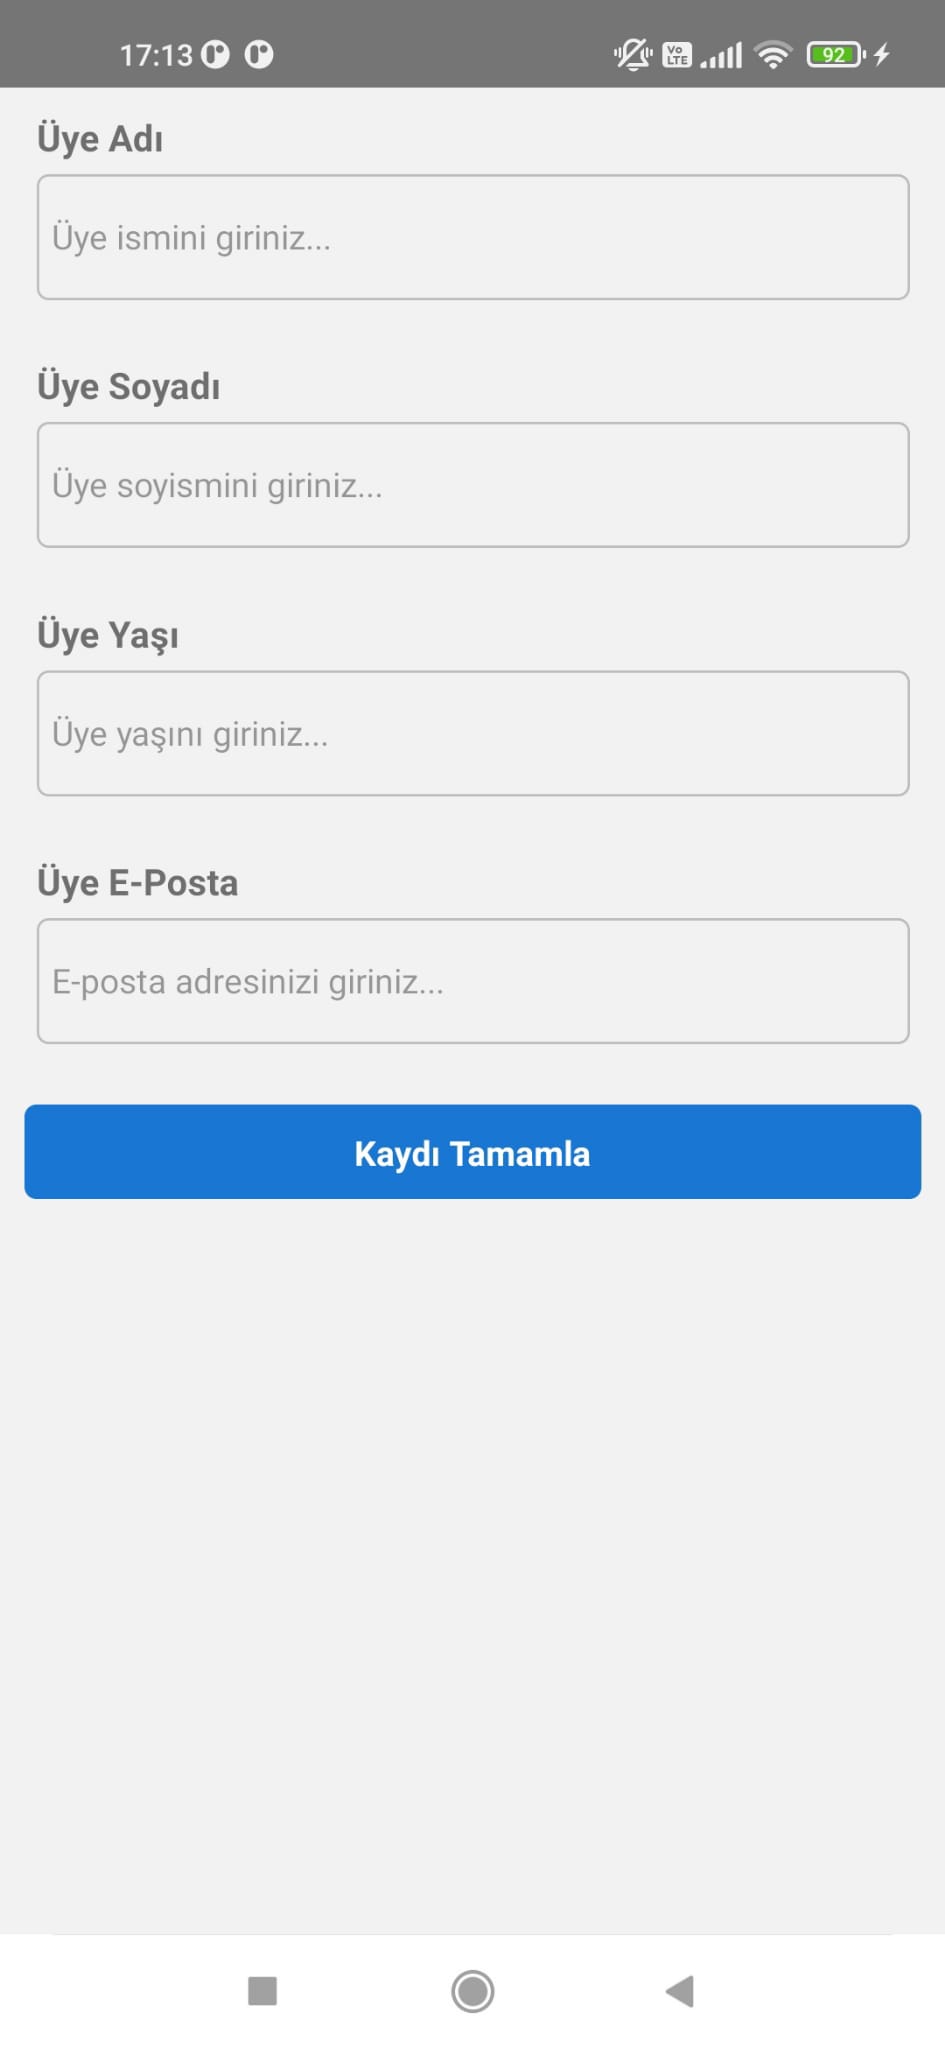 17:13
Vo LTE
92
Üye Adı
Üye ismini giriniz...
Üye Soyadı
Üye soyismini giriniz...
Üye Yaşı
Üye yaşını giriniz...
Üye E-Posta
E-posta adresinizi giriniz...
Kaydı Tamamla